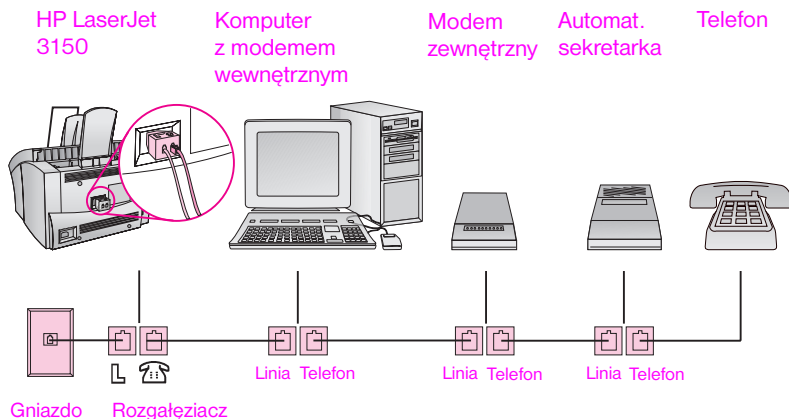 HP LaserJet
3150
Komputer
z modemem
wewnętrznym
Modem
zewnętrzny
Automat.
sekretarka
Telefon
L
Linia Telefon
Linia Telefon
Linia Telefon
Gniazdo
Rozgałęziacz